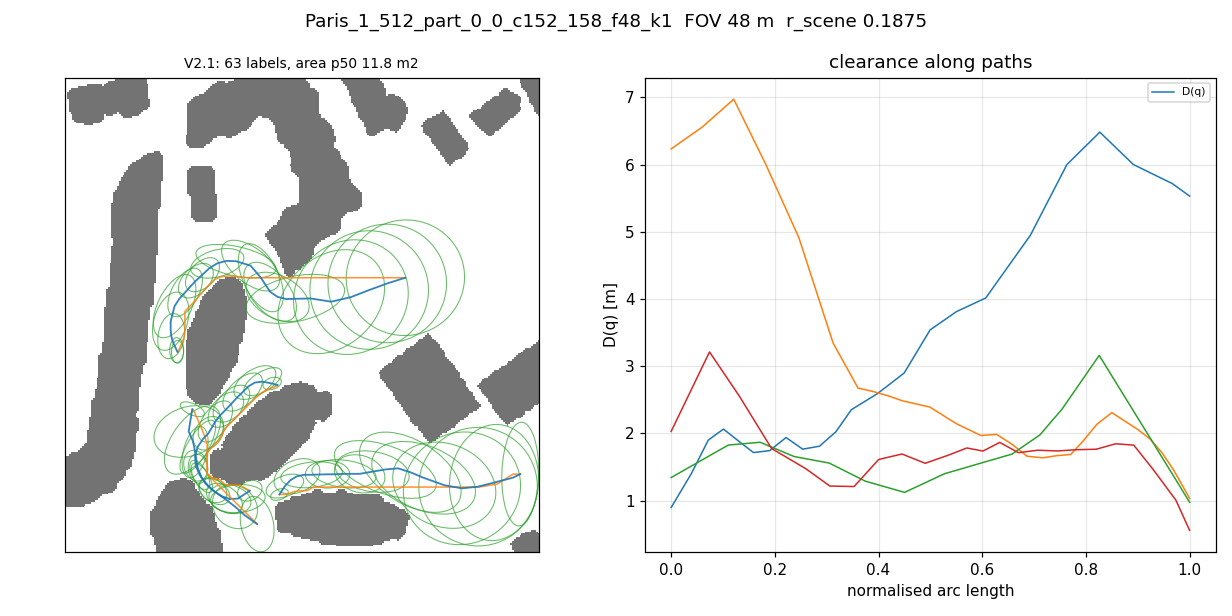 Paris_1_512_part_0_0_c152_158_f48_k1 FOV 48 m r_scene 0.1875
V2.1: 63 labels, area p50 11.8 m2
clearance along paths
D(q)
7
6
5
4
3
2
1
D(q) [m]
0.0 0.2 0.4 0.6 0.8 1.0
normalised arc length